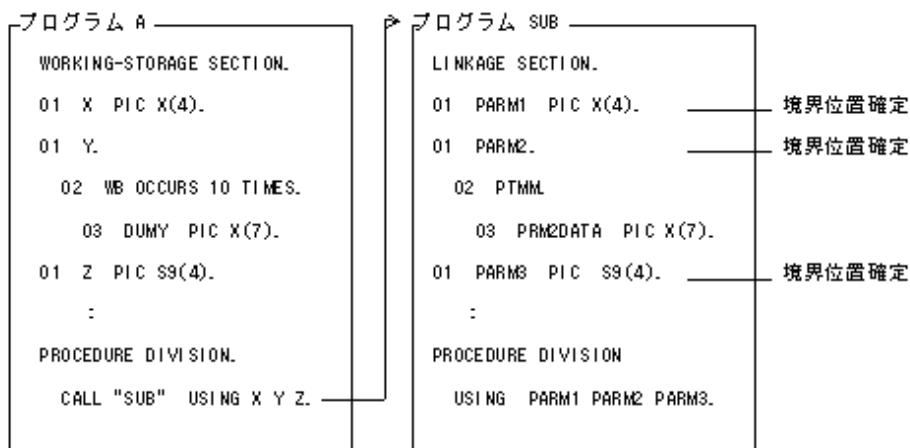 プログラム A
WORKING-STORAGE SECTION.
01 X PIC X(4).
01 Y.
02 WB OCCURS 10 TIMES.
03 DUMY PIC X(7).
01 Z PIC S9(4).
:
PROCEDURE DIVISION.
CALL "SUB" USING X Y Z.
プログラム SUB
LINKAGE SECTION.
01 PARM1 PIC X(4).
境界位置確定
01 PARM2.
境界位置確定
02 PTMM.
03 PRM2DATA PIC X(7).
01 PARM3 PIC S9(4).
境界位置確定
:
PROCEDURE DIVISION
USING PARM1 PARM2 PARM3.